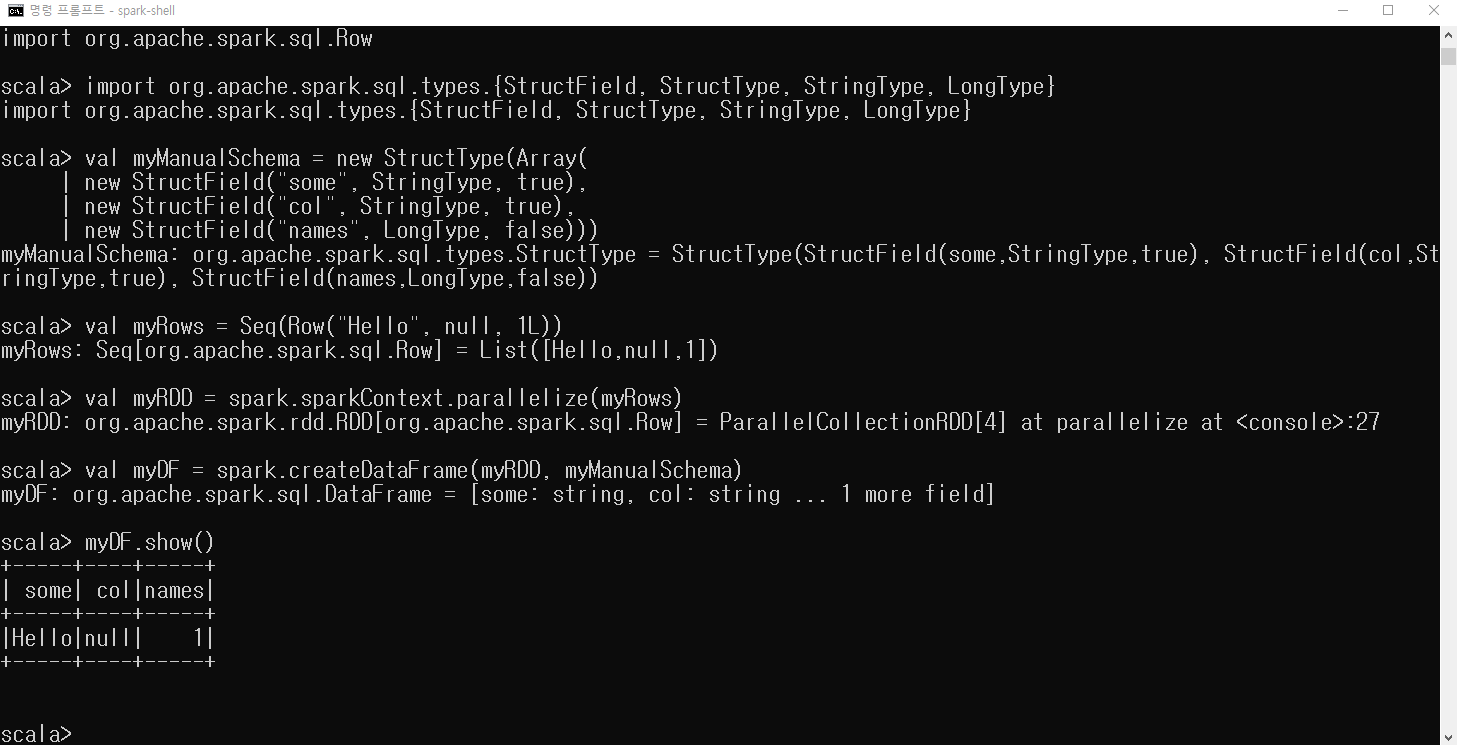 명령 프롬프트 - spark-shell
import org.apache.spark.sql.Row
scala> import org.apache.spark.sql.types.{StructField, StructType, StringType, LongType}
import org.apache.spark.sql.types.{StructField, StructType, StringType, LongType}
scala> val myManualSchema = new StructType(Array(
     | new StructField("some", StringType, true),
     | new StructField("col", StringType, true),
     | new StructField("names", LongType, false)))
myManualSchema: org.apache.spark.sql.types.StructType = StructType(StructField(some,StringType,true), StructField(col,St
ringType,true), StructField(names,LongType,false))
scala> val myRows = Seq(Row("Hello", null, 1L))
myRows: Seq[org.apache.spark.sql.Row] = List([Hello,null,1])
scala> val myRDD = spark.sparkContext.parallelize(myRows)
myRDD: org.apache.spark.rdd.RDD[org.apache.spark.sql.Row] = ParallelCollectionRDD[4] at parallelize at <console>:27
scala> val myDF = spark.createDataFrame(myRDD, myManualSchema)
myDF: org.apache.spark.sql.DataFrame = [some: string, col: string ... 1 more field]
scala> myDF.show()
+-----+----+-----+
| some| col|names|
+-----+----+-----+
|Hello|null|    1|
+-----+----+-----+
scala>